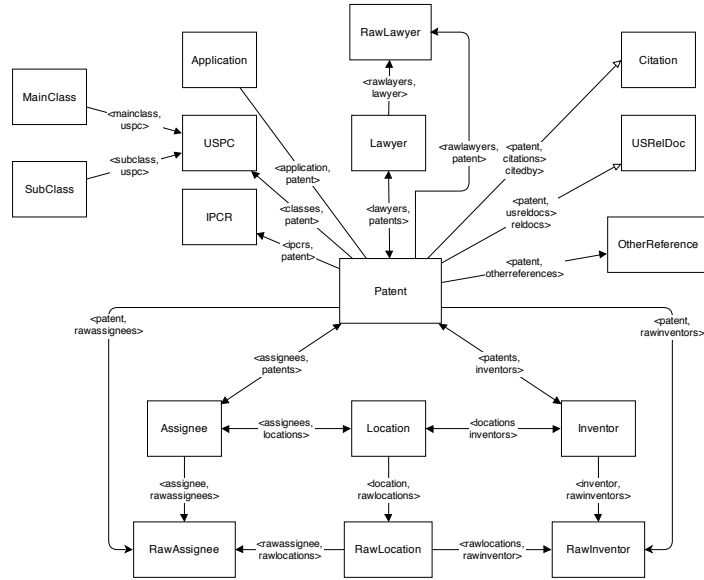 RawLawyer
Application
Citation
MainClass
<rawlayers,
lawyer>
<mainclass,
uspc>
USPC
Lawyer
<rawlawyers,
patent>
<patent,
citations>
citedby>
USRelDoc
<subclass,
uspc>
SubClass
<application,
patent>
<classes,
patent>
<lawyers,
patents>
<patent,
usreldocs>
reldocs>
IPCR
<ipcrs,
patent>
OtherReference
<patent,
otherreferences>
Patent
<patent,
rawassignees>
<patent,
rawinventors>
<assignees,
patents>
<patents,
inventors>
Assignee
<assignees,
locations>
Location
<locations
inventors>
Inventor
<assignee,
rawassignees>
<location,
rawlocations>
<inventor,
rawinventors>
RawAssignee
<rawassignee,
rawlocations>
RawLocation
<rawlocations,
rawinventor>
RawInventor